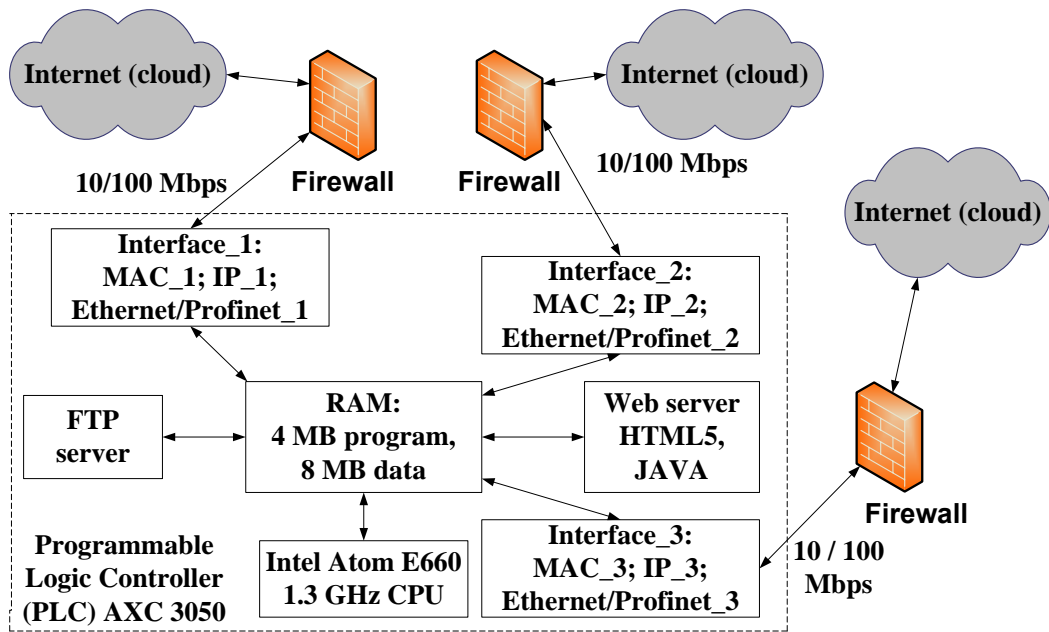 Internet (cloud)
Firewall
10/100 Mbps
Internet (cloud)
Firewall
10/100 Mbps
Internet (cloud)
Firewall
10 / 100
Mbps
Interface_1:
MAC_1; IP_1;
Ethernet/Profinet_1
Interface_2:
MAC_2; IP_2;
Ethernet/Profinet_2
FTP
server
RAM:
4 MB program,
8 MB data
Web server
HTML5,
JAVA
Programmable
Logic Controller
(PLC) AXC 3050
Intel Atom E660
1.3 GHz CPU
Interface_3:
MAC_3; IP_3;
Ethernet/Profinet_3